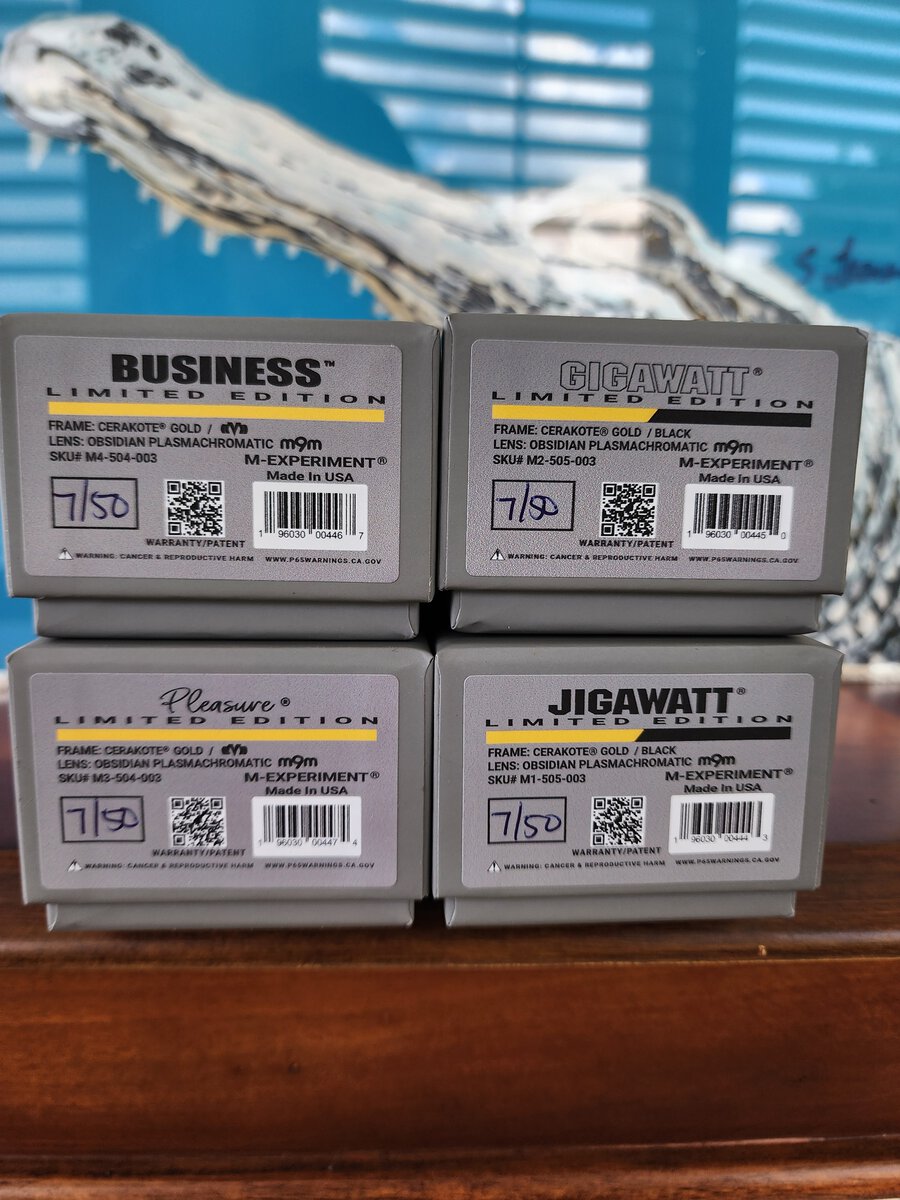 BUSINESS™
LIMITED EDITION
FRAME: CERAKOTE® GOLD /
LENS: OBSIDIAN PLASMACHROMATIC m9m
SKU# M4-504-003
M-EXPERIMENT®
Made In USA
7/50
1 96030 00446 7
WARRANTY/PATENT
WARNING: CANCER & REPRODUCTIVE HARM WWW.P65WARNINGS.CA.GOV
GIGAWATT®
LIMITED EDITION
FRAME: CERAKOTE® GOLD / BLACK
LENS: OBSIDIAN PLASMACHROMATIC m9m
SKU# M2-505-003
M-EXPERIMENT®
Made In USA
7/50
1 96030 00445 0
WARRANTY/PATENT
WARNING: CANCER & REPRODUCTIVE HARM WWW.P65WARNINGS.CA.GOV
Pleasure®
LIMITED EDITION
FRAME: CERAKOTE® GOLD /
LENS: OBSIDIAN PLASMACHROMATIC m9m
SKU# M3-504-003
M-EXPERIMENT®
Made In USA
7/50
1 96030 00447 4
WARRANTY/PATENT
WARNING: CANCER & REPRODUCTIVE HARM WWW.P65WARNINGS.CA.GOV
JIGAWATT®
LIMITED EDITION
FRAME: CERAKOTE® GOLD / BLACK
LENS: OBSIDIAN PLASMACHROMATIC m9m
SKU# M1-505-003
M-EXPERIMENT®
Made In USA
7/50
1 96030 00444 3
WARRANTY/PATENT
WARNING: CANCER & REPRODUCTIVE HARM WWW.P65WARNINGS.CA.GOV